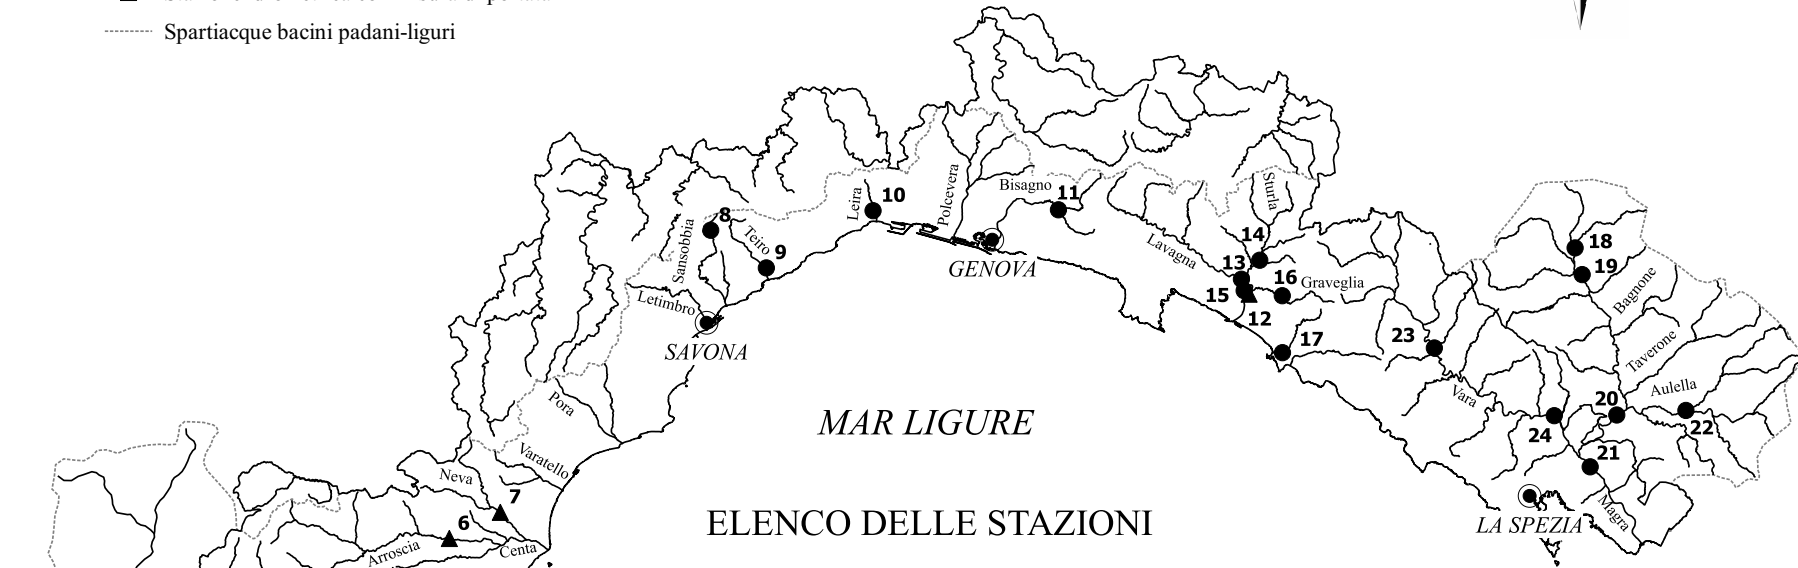 Spartiacque bacini padani-liguri
8
Sansobbia
Teiro
9
Letimbro
SAVONA
Leira
10
Polcevera
Bisagno
11
GENOVA
Sturla
14
Lavagna
13
16
Graveglia
15
12
17
23
18
19
Bagnone
Taverone
Vara
Aulella
20
24
22
21
Magra
LA SPEZIA
Pora
Varatello
Neva
7
6
Arroscia
Centa
MAR LIGURE
ELENCO DELLE STAZIONI